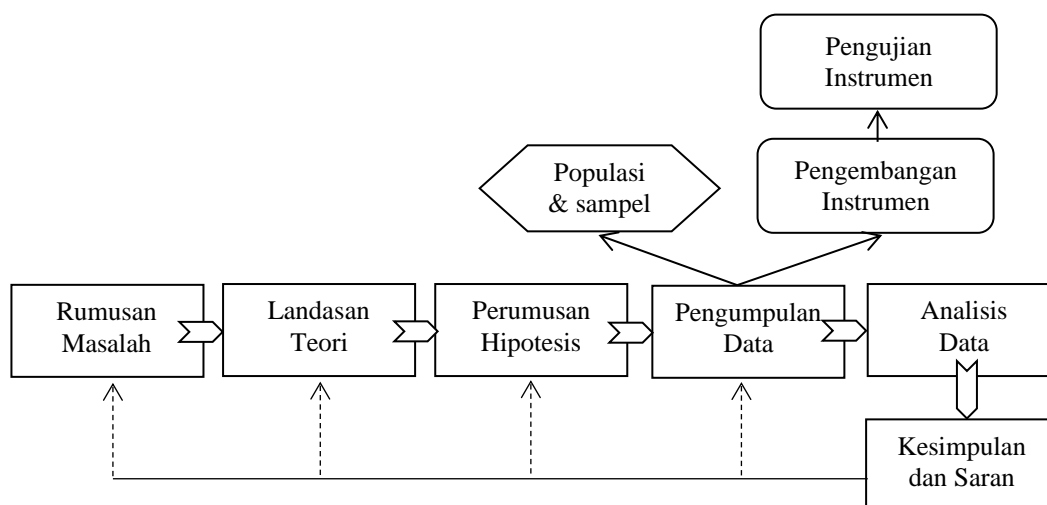 Pengujian
Instrumen
Populasi
& sampel
Pengembangan
Instrumen
Rumusan
Masalah
Landasan
Teori
Perumusan
Hipotesis
Pengumpulan
Data
Analisis
Data
Kesimpulan
dan Saran